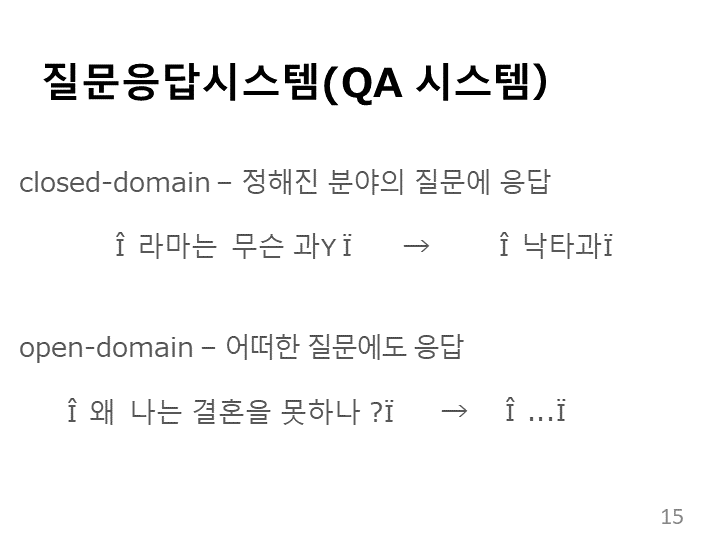 질문응답시스템(QA 시스템)
closed-domain – 정해진 분야의 질문에 응답
Î 라마는 무슨 과Y Ï → Î 낙타과Ï
open-domain – 어떠한 질문에도 응답
Î 왜 나는 결혼을 못하나 ?Ï → Î ...Ï
15